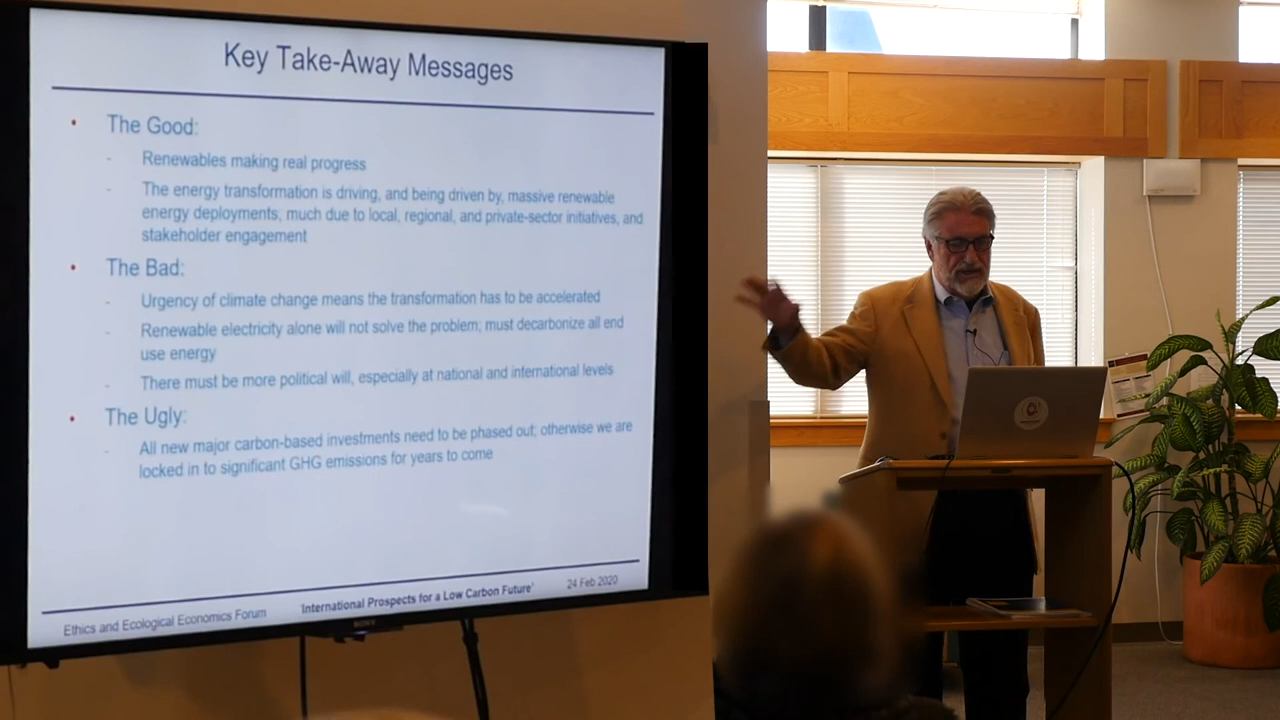 Key Take-Away Messages
• The Good:
- Renewables making real progress
- The energy transformation is driving, and being driven by, massive renewable
energy deployments; much due to local, regional, and private-sector initiatives, and
stakeholder engagement
• The Bad:
- Urgency of climate change means the transformation has to be accelerated
- Renewable electricity alone will not solve the problem; must decarbonize all end
use energy
- There must be more political will, especially at national and international levels
• The Ugly:
- All new major carbon-based investments need to be phased out; otherwise we are
locked in to significant GHG emissions for years to come
Ethics and Ecological Economics Forum
'International Prospects for a Low Carbon Future'
24 Feb 2020
SONY